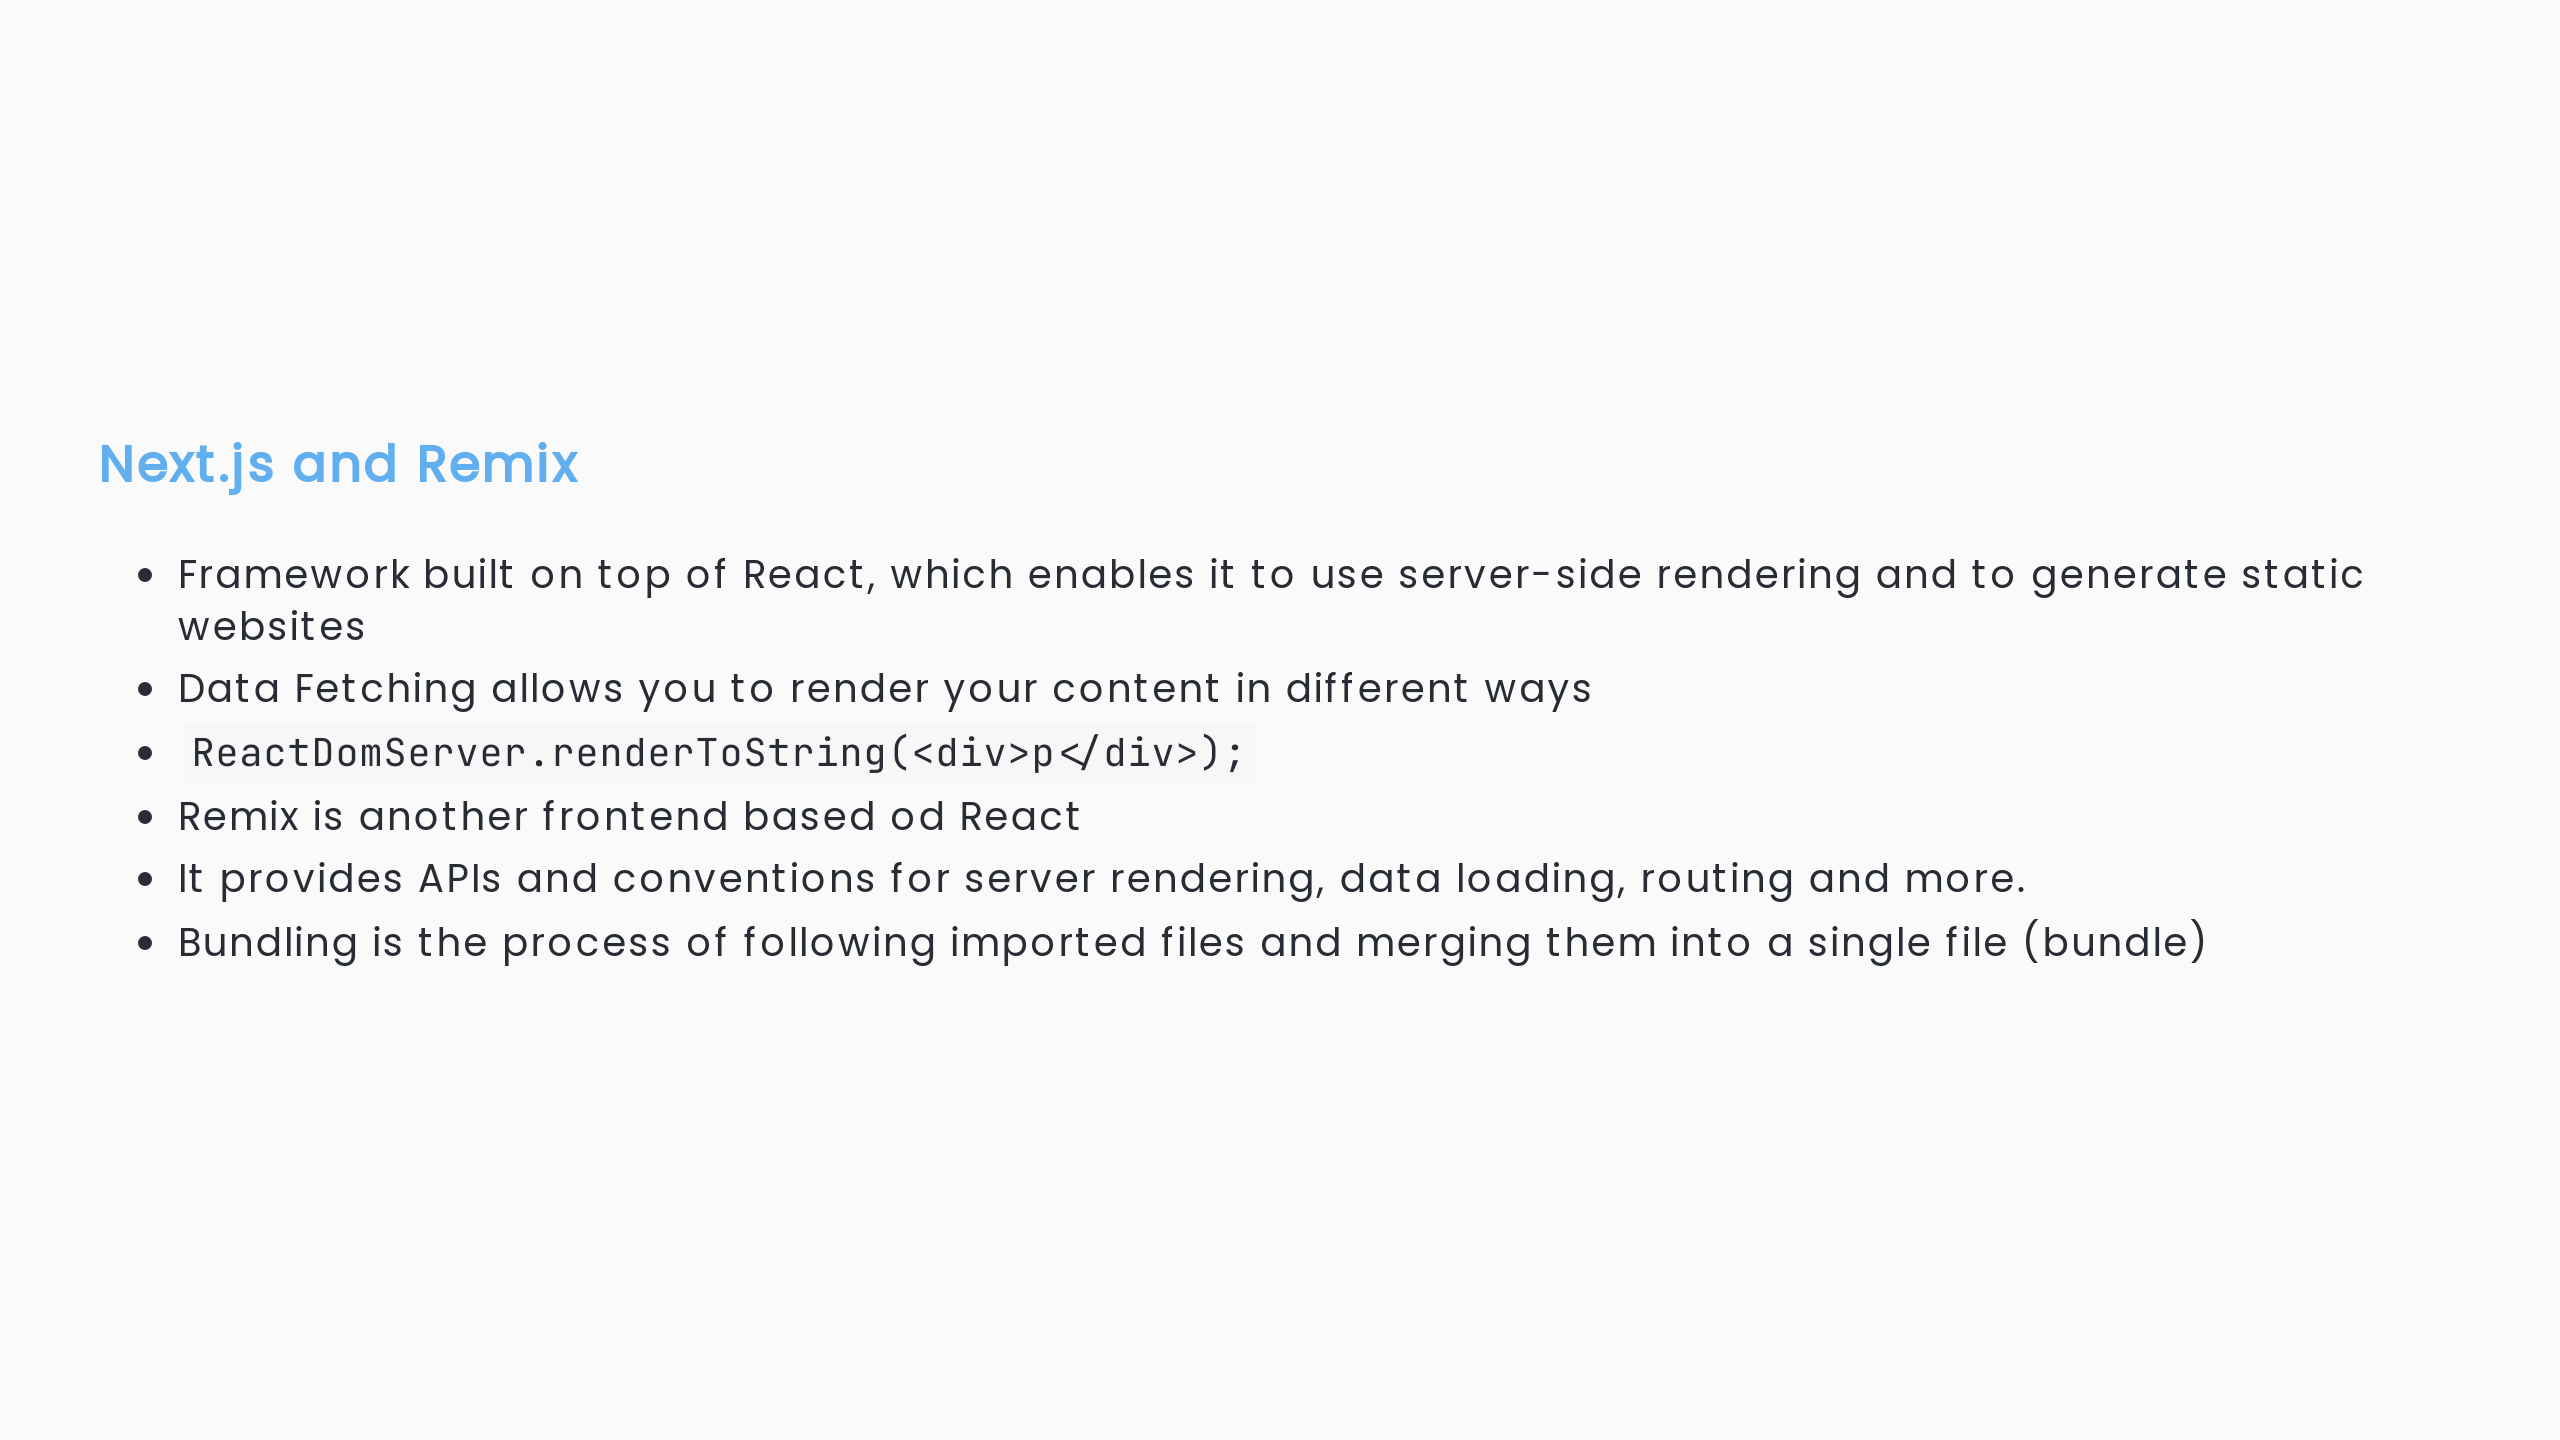 Next.js and Remix
Framework built on top of React, which enables it to use server-side rendering and to generate static
websites
Data Fetching allows you to render your content in different ways
ReactDomServer.renderToString(<div>p</div>);
Remix is another frontend based od React
It provides APIs and conventions for server rendering, data loading, routing and more.
Bundling is the process of following imported files and merging them into a single file (bundle)